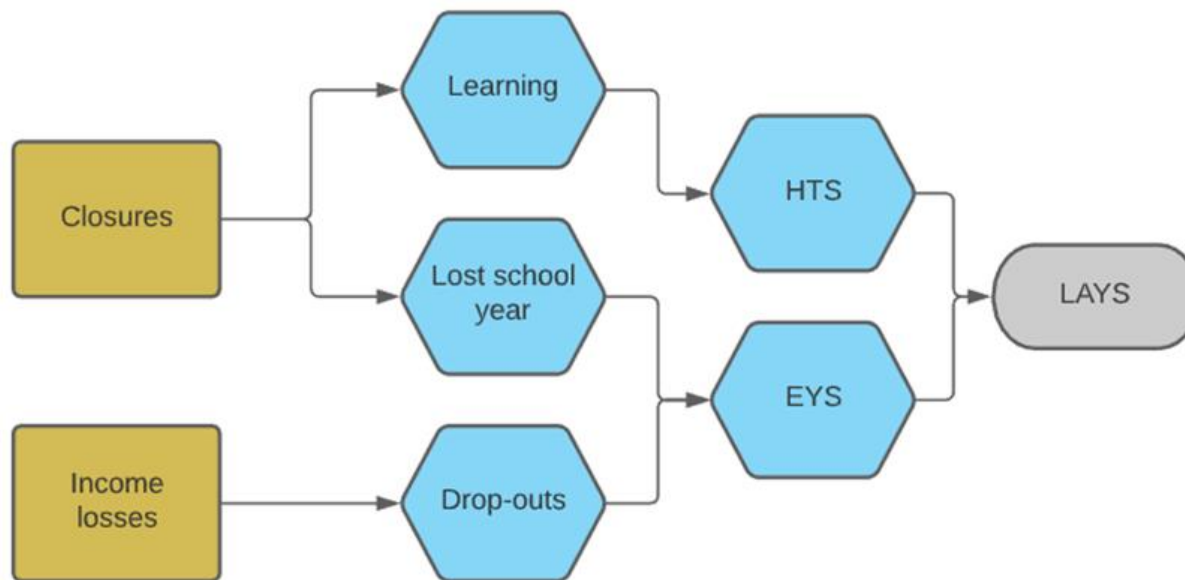 Learning
HTS
Closures
Lost school
year
LAYS
EYS
Income
losses
Drop-outs